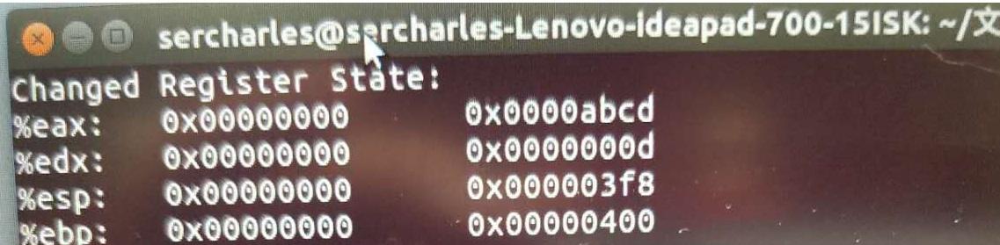 sercharles@sercharles-Lenovo-ideapad-700-15ISK: ~/文
Changed Register State:
%eax: 0x00000000 0x0000abcd
%edx: 0x00000000 0x0000000d
%esp: 0x00000000 0x000003f8
%ebp: 0x00000000 0x00000400